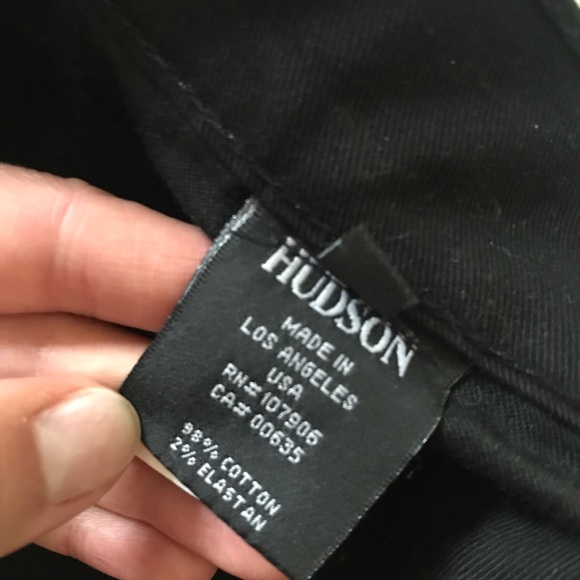 HUDSON
MADE IN
LOS ANGELES
USA
RN# 107906
CA# 00635
98% COTTON
2% ELASTAN